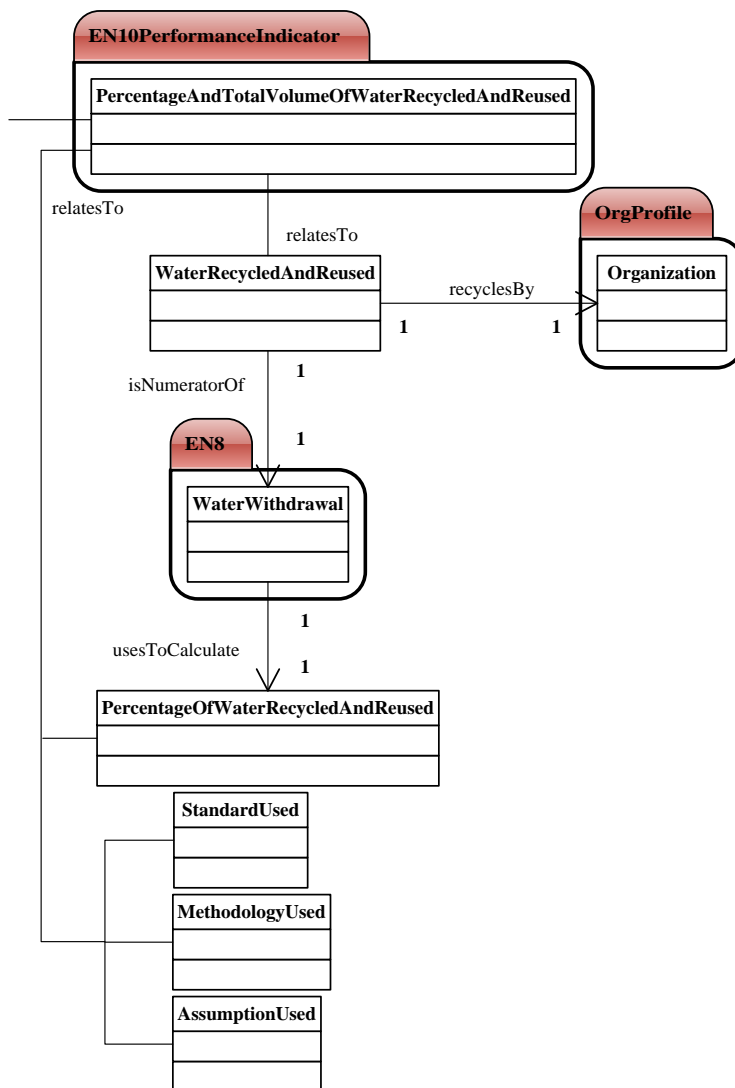 EN10PerformanceIndicator
PercentageAndTotalVolumeOfWaterRecycledAndReused
relatesTo
relatesTo
OrgProfile
WaterRecycledAndReused
recyclesBy
Organization
1
1
isNumeratorOf
1
1
EN8
WaterWithdrawal
1
usesToCalculate
1
PercentageOfWaterRecycledAndReused
StandardUsed
MethodologyUsed
AssumptionUsed